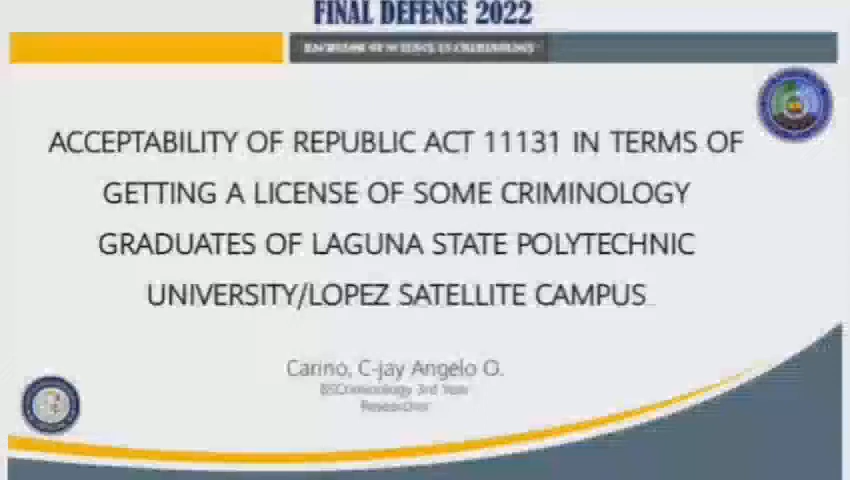 FINAL DEFENSE 2022
BACHELOR OF SCIENCE IN CRIMINOLOGY
ACCEPTABILITY OF REPUBLIC ACT 11131 IN TERMS OF
GETTING A LICENSE OF SOME CRIMINOLOGY
GRADUATES OF LAGUNA STATE POLYTECHNIC
UNIVERSITY/LOPEZ SATELLITE CAMPUS
Carino, C-jay Angelo O.
BSCriminology 3rd Year
Researcher